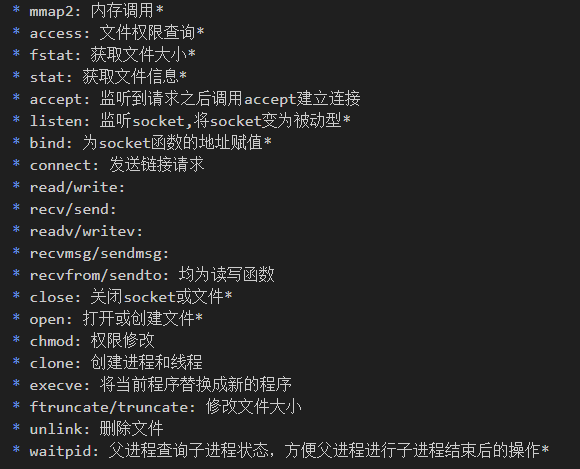 * mmap2: 内存调用*
* access: 文件权限查询*
* fstat: 获取文件大小*
* stat: 获取文件信息*
* accept: 监听到请求之后调用accept建立连接
* listen: 监听socket,将socket变为被动型*
* bind: 为socket函数的地址赋值*
* connect: 发送链接请求
* read/write:
* recv/send:
* readv/writev:
* recvmsg/sendmsg:
* recvfrom/sendto: 均为读写函数
* close: 关闭socket或文件*
* open: 打开或创建文件*
* chmod: 权限修改
* clone: 创建进程和线程
* execve: 将当前程序替换成新的程序
* ftruncate/truncate: 修改文件大小
* unlink: 删除文件
* waitpid: 父进程查询子进程状态，方便父进程进行子进程结束后的操作*